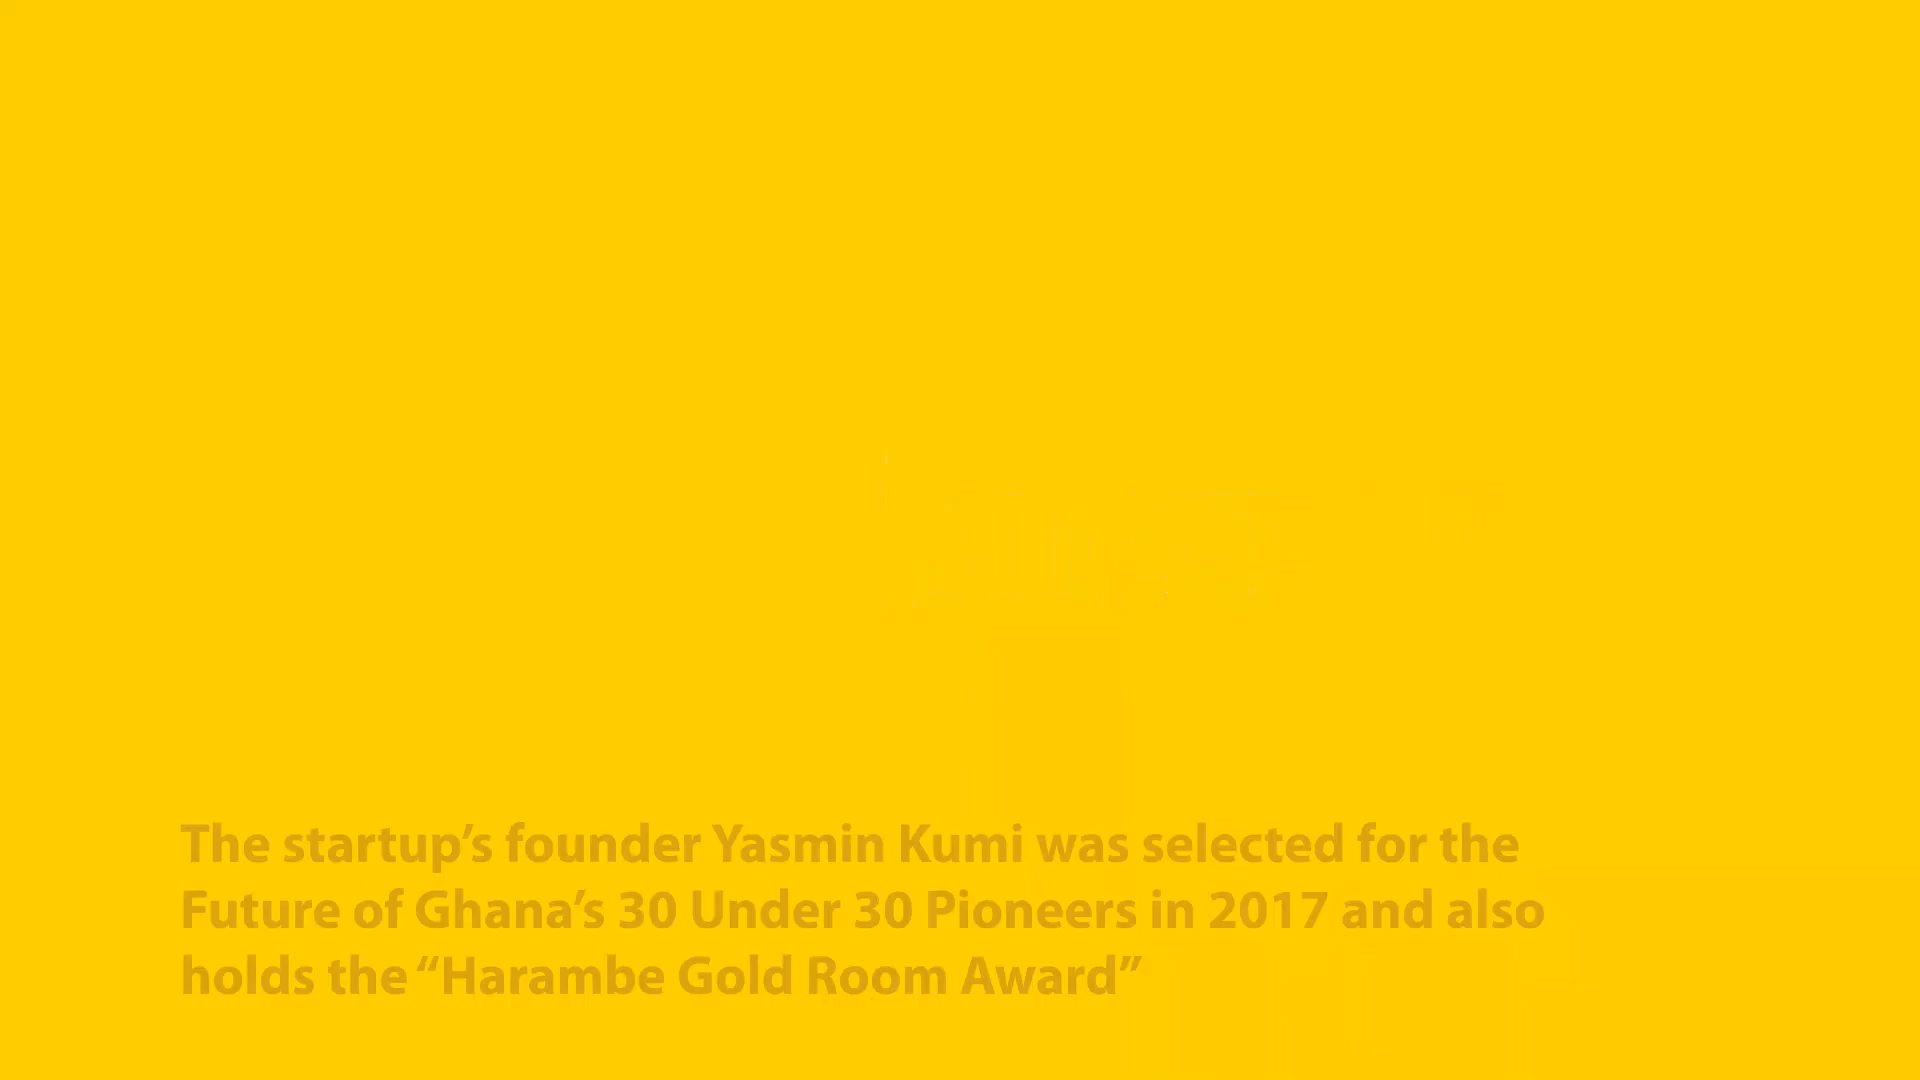 The startup’s founder Yasmin Kumi was selected for the
Future of Ghana’s 30 Under 30 Pioneers in 2017 and also
holds the “Harambe Gold Room Award”